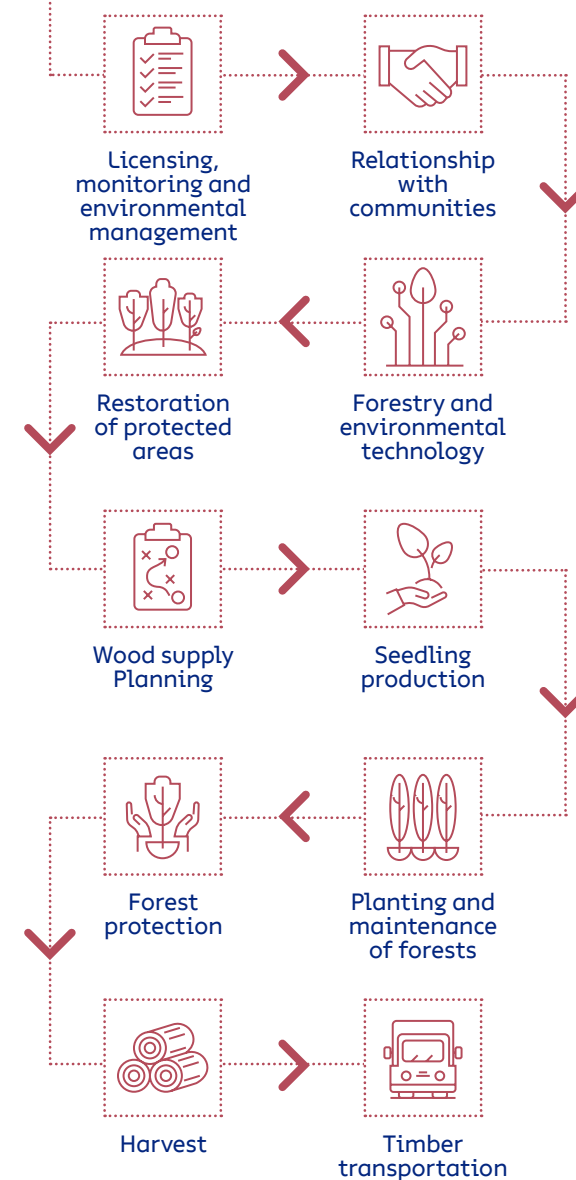 Licensing,
monitoring and
environmental
management
Relationship
with
communities
Restoration
of protected
areas
Forestry and
environmental
technology
Wood supply
Planning
Seedling
production
Forest
protection
Planting and
maintenance
of forests
Harvest
Timber
transportation